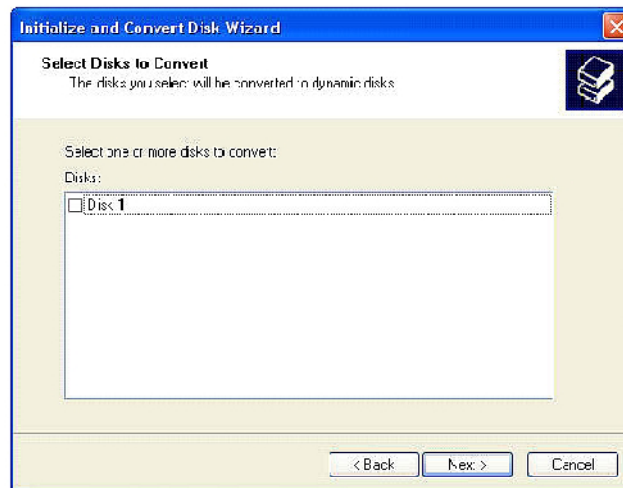 Initialize and Convert Disk Wizard
Select Disks to Convert
The disks you select will be converted to dynamic disks
Select one or more disks to convert:
Disks:
Disk 1
< Back
Next >
Cancel